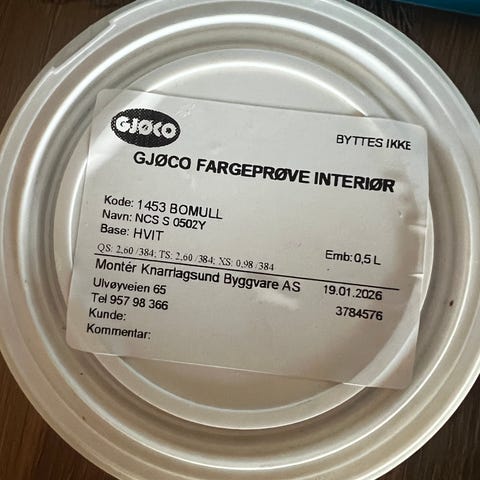 GJØCO
BYTTES IKKE
GJØCO FARGEPRØVE INTERIØR
Kode: 1453 BOMULL
Navn: NCS S 0502Y
Base: HVIT
Emb: 0,5 L
QS: 2,60 /384; TS: 2,60 /384; XS: 0,98 /384
Montér Knarrlagsund Byggvare AS 19.01.2026
Ulvøyveien 65 3784576
Tel 957 98 366
Kunde:
Kommentar: